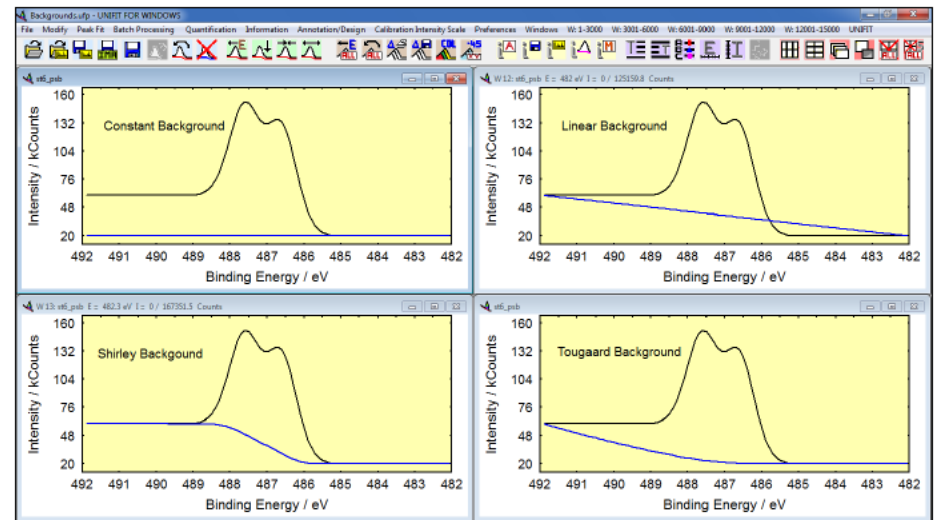 Backgrounds.ufp - UNIFIT FOR WINDOWS
File Modify Peak Fit Batch Processing Quantification Information Annotation/Design Calibration Intensity Scale Preferences Windows W: 1-3000 W: 3001-6000 W: 6001-9000 W: 9001-12000 W: 12001-15000 UNIFIT
st6_psb
160
132
104
76
48
20
Intensity / kCounts
Constant Background
492 491 490 489 488 487 486 485 484 483 482
Binding Energy / eV
W 12: st6_psb E = 482 eV I = 0 / 125159.8 Counts
160
132
104
76
48
20
Intensity / kCounts
Linear Background
492 491 490 489 488 487 486 485 484 483 482
Binding Energy / eV
W 13: st6_psb E = 482.3 eV I = 0 / 167351.5 Counts
160
132
104
76
48
20
Intensity / kCounts
Shirley Backgound
492 491 490 489 488 487 486 485 484 483 482
Binding Energy / eV
st6_psb
160
132
104
76
48
20
Intensity / kCounts
Tougaard Background
492 491 490 489 488 487 486 485 484 483 482
Binding Energy / eV